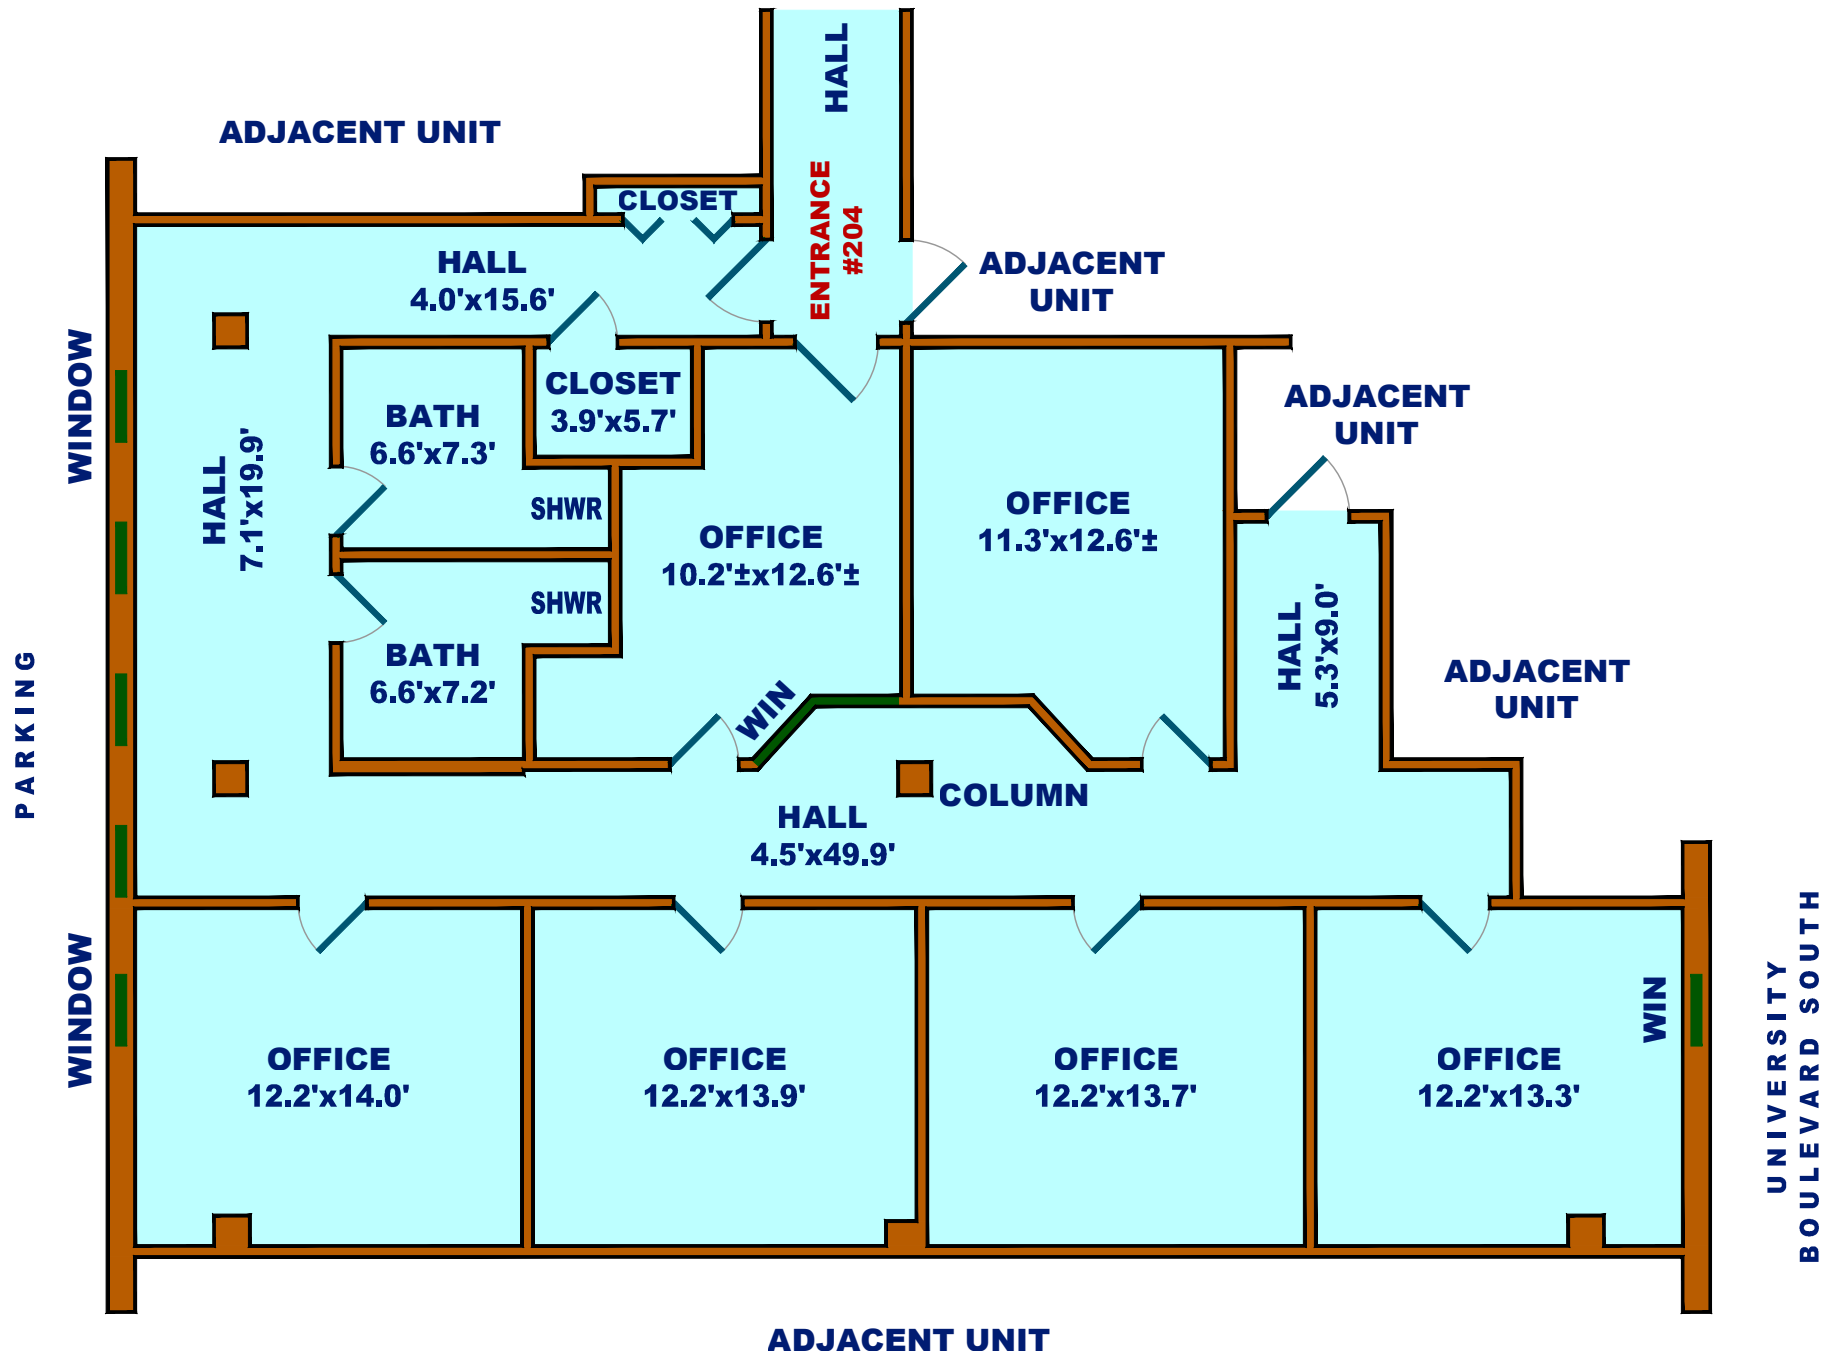 HALL
ADJACENT UNIT
CLOSET
ENTRANCE
#204
HALL
4.0'x15.6'
ADJACENT
UNIT
WINDOW
CLOSET
3.9'x5.7'
BATH
6.6'x7.3'
ADJACENT
UNIT
HALL
7.1'x19.9'
SHWR
OFFICE
10.2'±x12.6'±
OFFICE
11.3'x12.6'±
SHWR
BATH
6.6'x7.2'
HALL
5.3'x9.0'
WIN
ADJACENT
UNIT
PARKING
COLUMN
HALL
4.5'x49.9'
WINDOW
OFFICE
12.2'x14.0'
OFFICE
12.2'x13.9'
OFFICE
12.2'x13.7'
OFFICE
12.2'x13.3'
WIN
UNIVERSITY
BOULEVARD SOUTH
ADJACENT UNIT